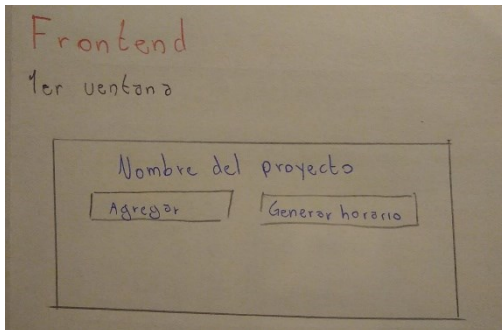 Frontend
1er ventana
Nombre del proyecto
Agregar Generar horario